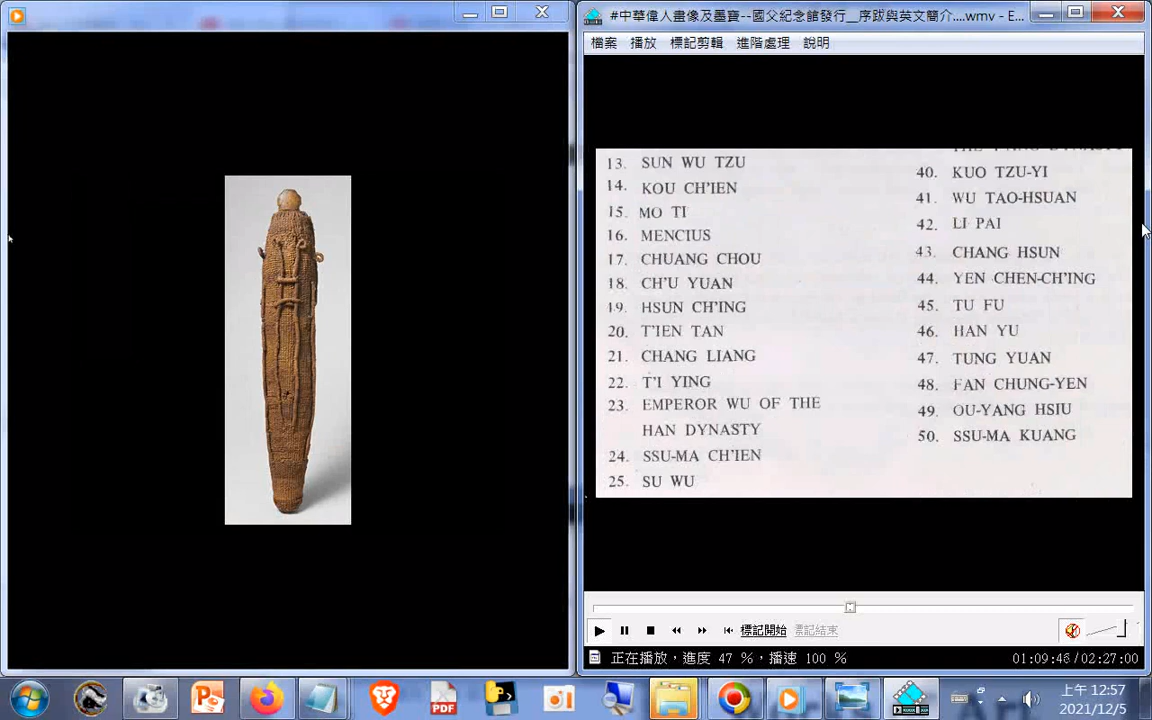 #中華偉人畫像及墨寶--國父紀念館發行__序跋與英文簡介....wmv - E...
檔案 播放 標記剪輯 進階處理 說明
13. SUN WU TZU
14. KOU CH'IEN
15. MO TI
16. MENCIUS
17. CHUANG CHOU
18. CH'U YUAN
19. HSUN CH'ING
20. T'IEN TAN
21. CHANG LIANG
22. T'I YING
23. EMPEROR WU OF THE
HAN DYNASTY
24. SSU-MA CH'IEN
25. SU WU
40. KUO TZU-YI
41. WU TAO-HSUAN
42. LI PAI
43. CHANG HSUN
44. YEN CHEN-CH'ING
45. TU FU
46. HAN YU
47. TUNG YUAN
48. FAN CHUNG-YEN
49. OU-YANG HSIU
50. SSU-MA KUANG
標記開始 標記結束
正在播放，進度 47 %，播速 100 %
01:09:46 / 02:27:00
PDF
上午 12:57
2021/12/5